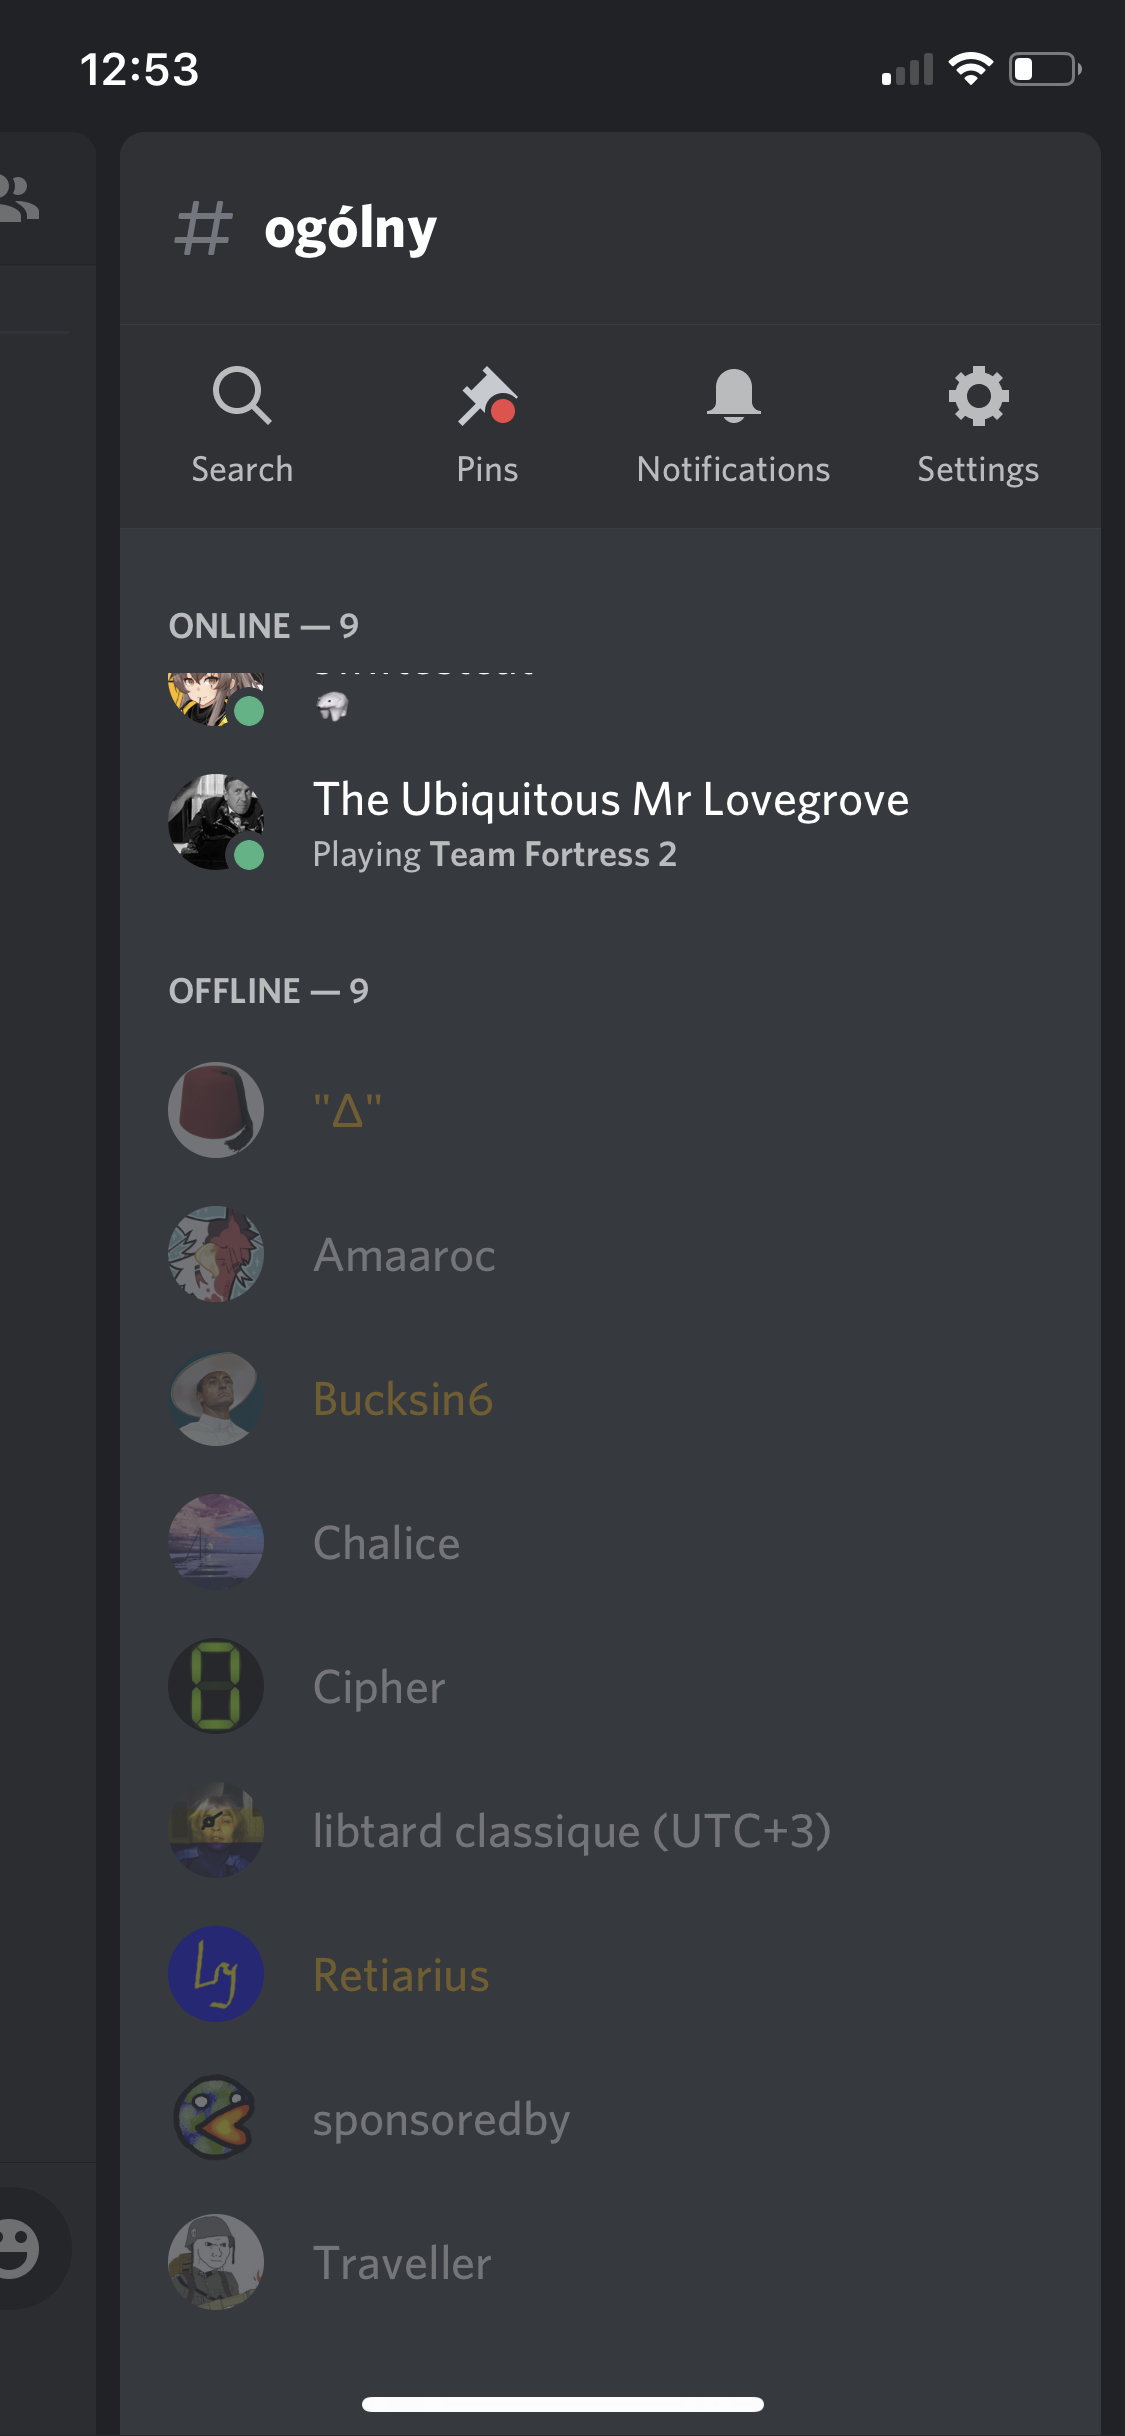 12:53
ogólny
Search
Pins
Notifications
Settings
ONLINE — 9
The Ubiquitous Mr Lovegrove
Playing Team Fortress 2
OFFLINE — 9
"Δ"
Amaaroc
Bucksin6
Chalice
Cipher
libtard classique (UTC+3)
Ly
Retiarius
sponsoredby
Traveller